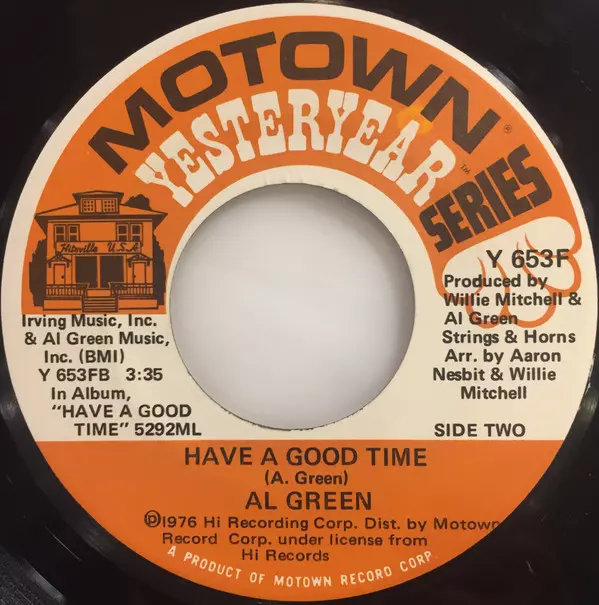 MOTOWN®
YESTERYEAR™
SERIES
Hitsville U.S.A
Irving Music, Inc.
& Al Green Music,
Inc. (BMI)
Y 653FB 3:35
In Album,
"HAVE A GOOD
TIME" 5292ML
Y 653F
Produced by
Willie Mitchell &
Al Green
Strings & Horns
Arr. by Aaron
Nesbit & Willie
Mitchell
SIDE TWO
HAVE A GOOD TIME
(A. Green)
AL GREEN
℗1976 Hi Recording Corp. Dist. by Motown
Record Corp. under license from
Hi Records
A PRODUCT OF MOTOWN RECORD CORP.